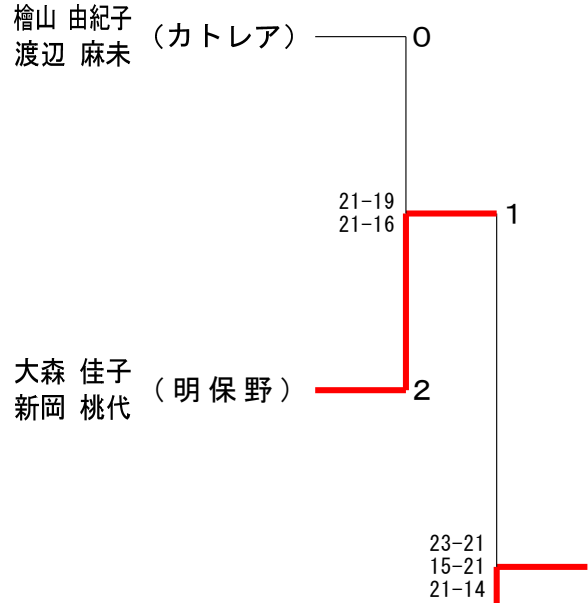 檜山 由紀子
渡辺 麻未
(カトレア)
0
21-19
21-16
1
大森 佳子
新岡 桃代
(明保野)
2
23-21
15-21
21-14